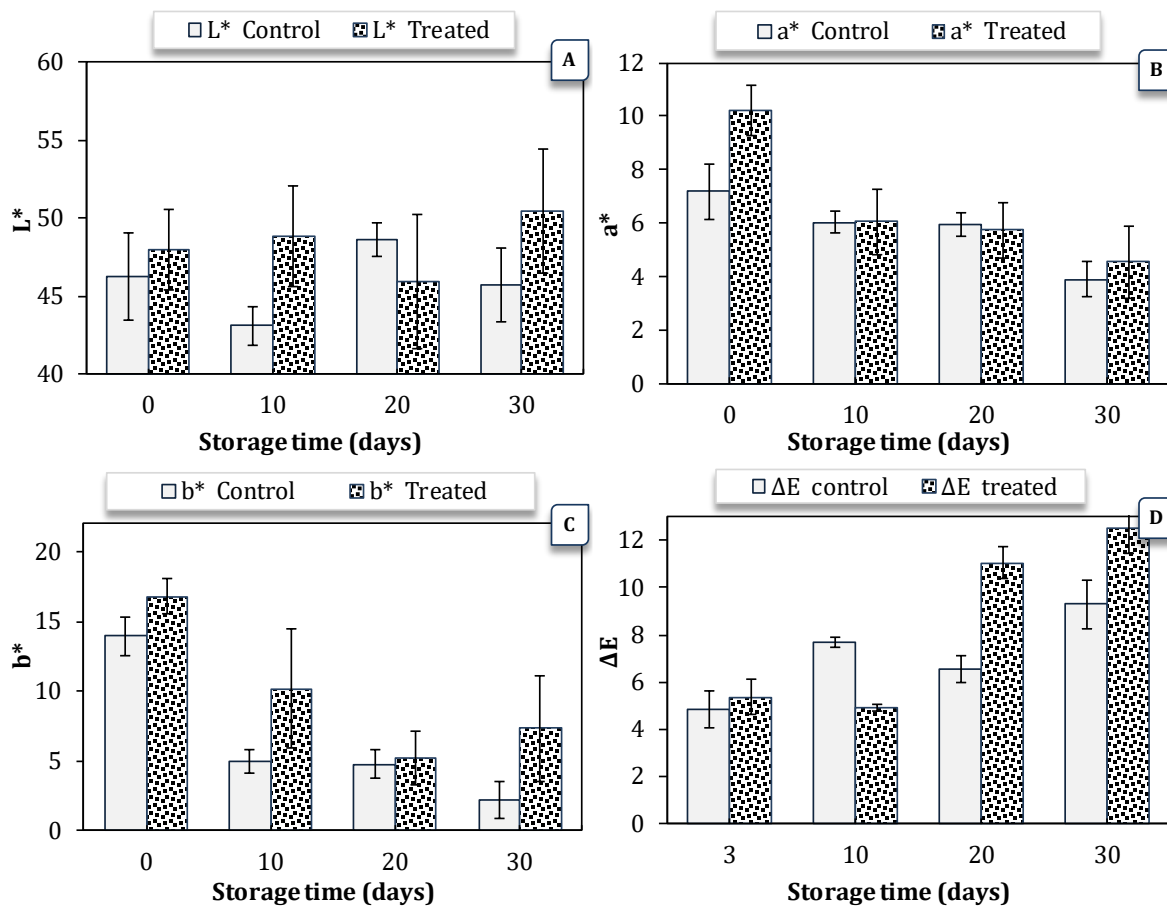 L* Control L* Treated
A
60
55
50
45
40
L*
0 10 20 30
Storage time (days)
a* Control a* Treated
B
12
10
8
6
4
2
0
a*
0 10 20 30
Storage time (days)
b* Control b* Treated
C
20
15
10
5
0
b*
0 10 20 30
Storage time (days)
ΔE control ΔE treated
D
12
10
8
6
4
2
0
ΔE
3 10 20 30
Storage time (days)